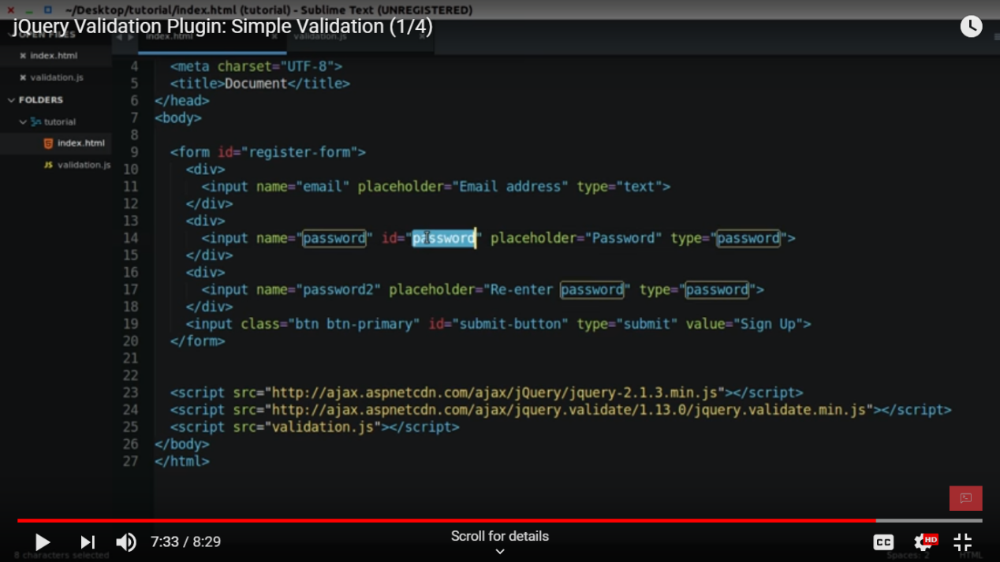 ~/Desktop/tutorial/index.html (tutorial) - Sublime Text (UNREGISTERED)
jQuery Validation Plugin: Simple Validation (1/4)
OPEN FILES
index.html
validation.js
index.html
validation.js
FOLDERS
tutorial
index.html
JS validation.js
4 <meta charset="UTF-8">
5 <title>Document</title>
6 </head>
7 <body>
8
9 <form id="register-form">
10 <div>
11 <input name="email" placeholder="Email address" type="text">
12 </div>
13 <div>
14 <input name="password" id="password" placeholder="Password" type="password">
15 </div>
16 <div>
17 <input name="password2" placeholder="Re-enter password" type="password">
18 </div>
19 <input class="btn btn-primary" id="submit-button" type="submit" value="Sign Up">
20 </form>
21
22
23 <script src="http://ajax.aspnetcdn.com/ajax/jQuery/jquery-2.1.3.min.js"></script>
24 <script src="http://ajax.aspnetcdn.com/ajax/jquery.validate/1.13.0/jquery.validate.min.js"></script>
25 <script src="validation.js"></script>
26 </body>
27 </html>
7:33 / 8:29
Scroll for details
CC
HD
8 characters selected
Spaces: 2
HTML